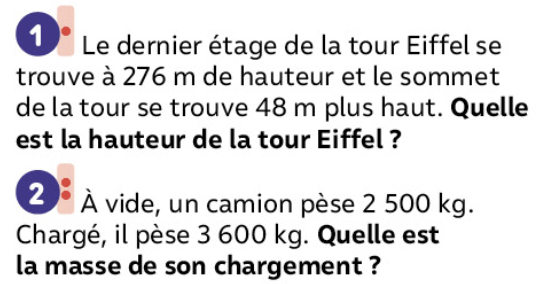 1 Le dernier étage de la tour Eiffel se
trouve à 276 m de hauteur et le sommet
de la tour se trouve 48 m plus haut. Quelle
est la hauteur de la tour Eiffel ?
2 À vide, un camion pèse 2 500 kg.
Chargé, il pèse 3 600 kg. Quelle est
la masse de son chargement ?